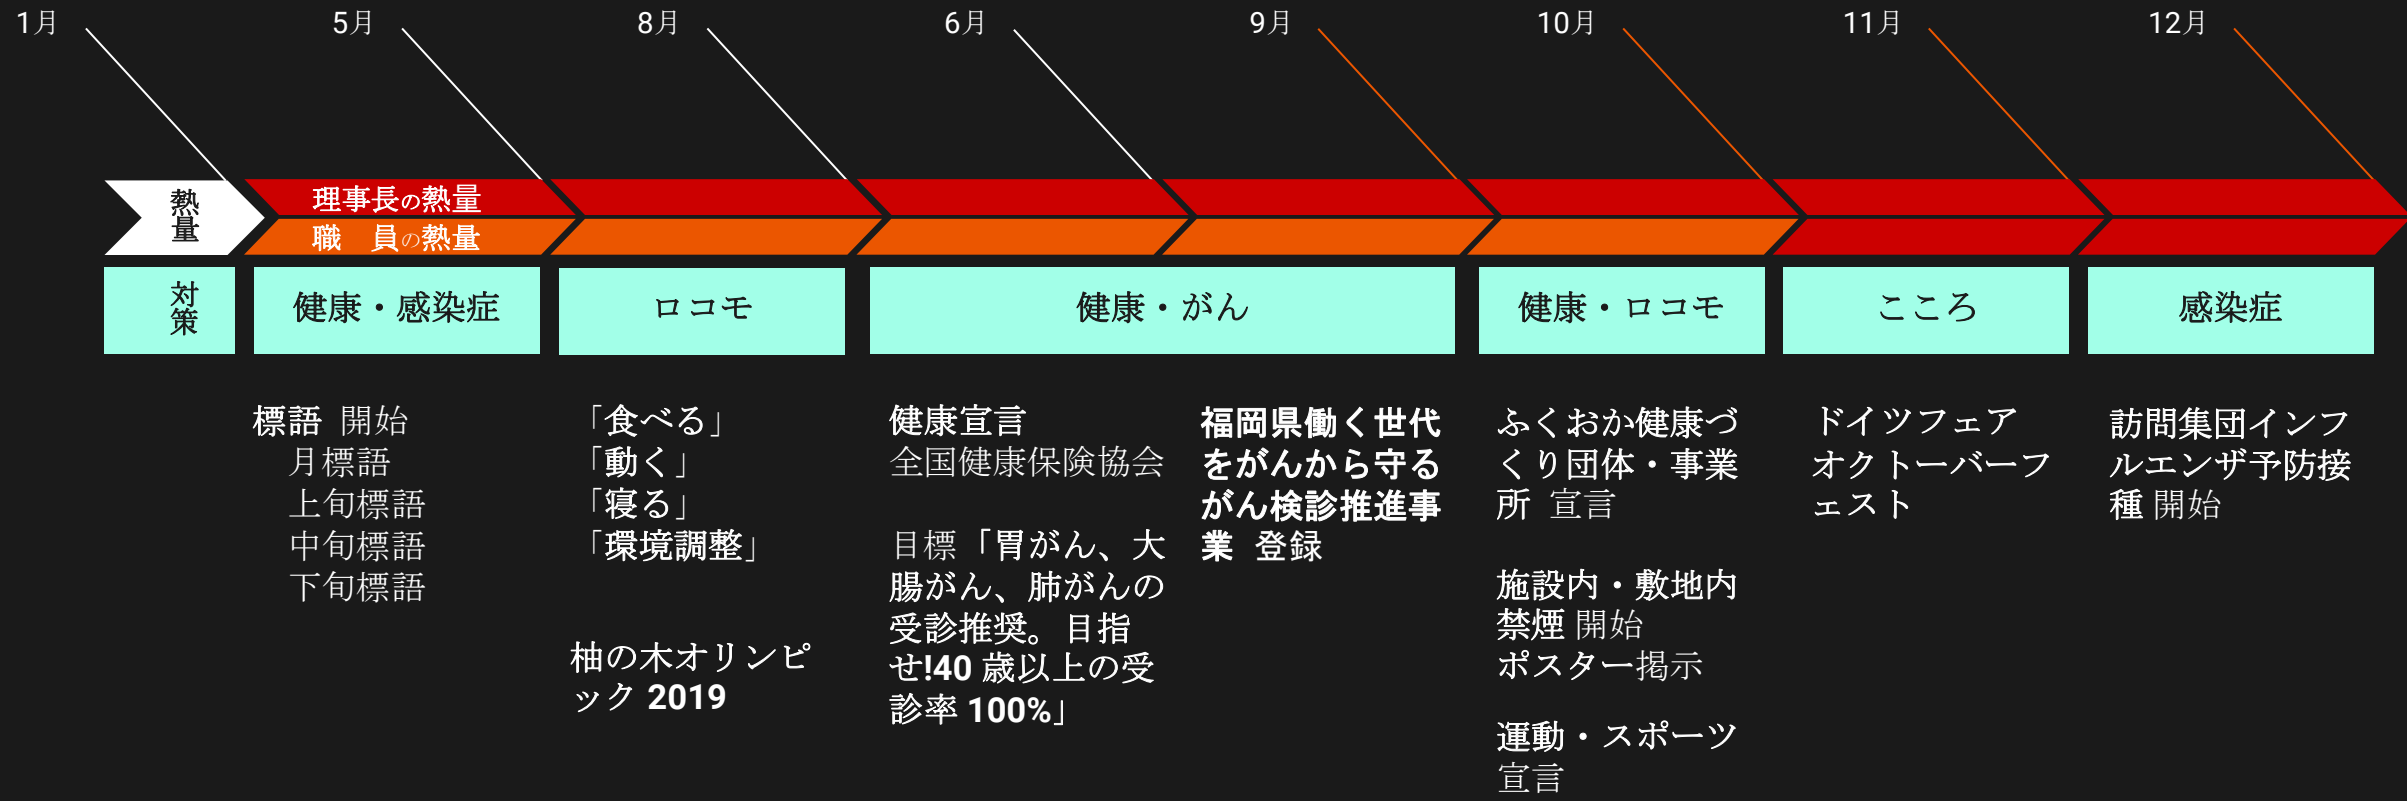 1月
5月
8月
6月
9月
10月
11月
12月
熱量
理事長の熱量
職　員の熱量
対策
健康・感染症
ロコモ
健康・がん
健康・ロコモ
こころ
感染症
標語 開始
月標語
上旬標語
中旬標語
下旬標語
「食べる」
「動く」
「寝る」
「環境調整」
柚の木オリンピ
ック 2019
健康宣言
全国健康保険協会
目標「胃がん、大
腸がん、肺がんの
受診推奨。目指
せ!40 歳以上の受
診率 100%」
福岡県働く世代
をがんから守る
がん検診推進事
業 登録
ふくおか健康づ
くり団体・事業
所 宣言
施設内・敷地内
禁煙 開始
ポスター掲示
運動・スポーツ
宣言
ドイツフェア
オクトーバーフ
ェスト
訪問集団インフ
ルエンザ予防接
種 開始